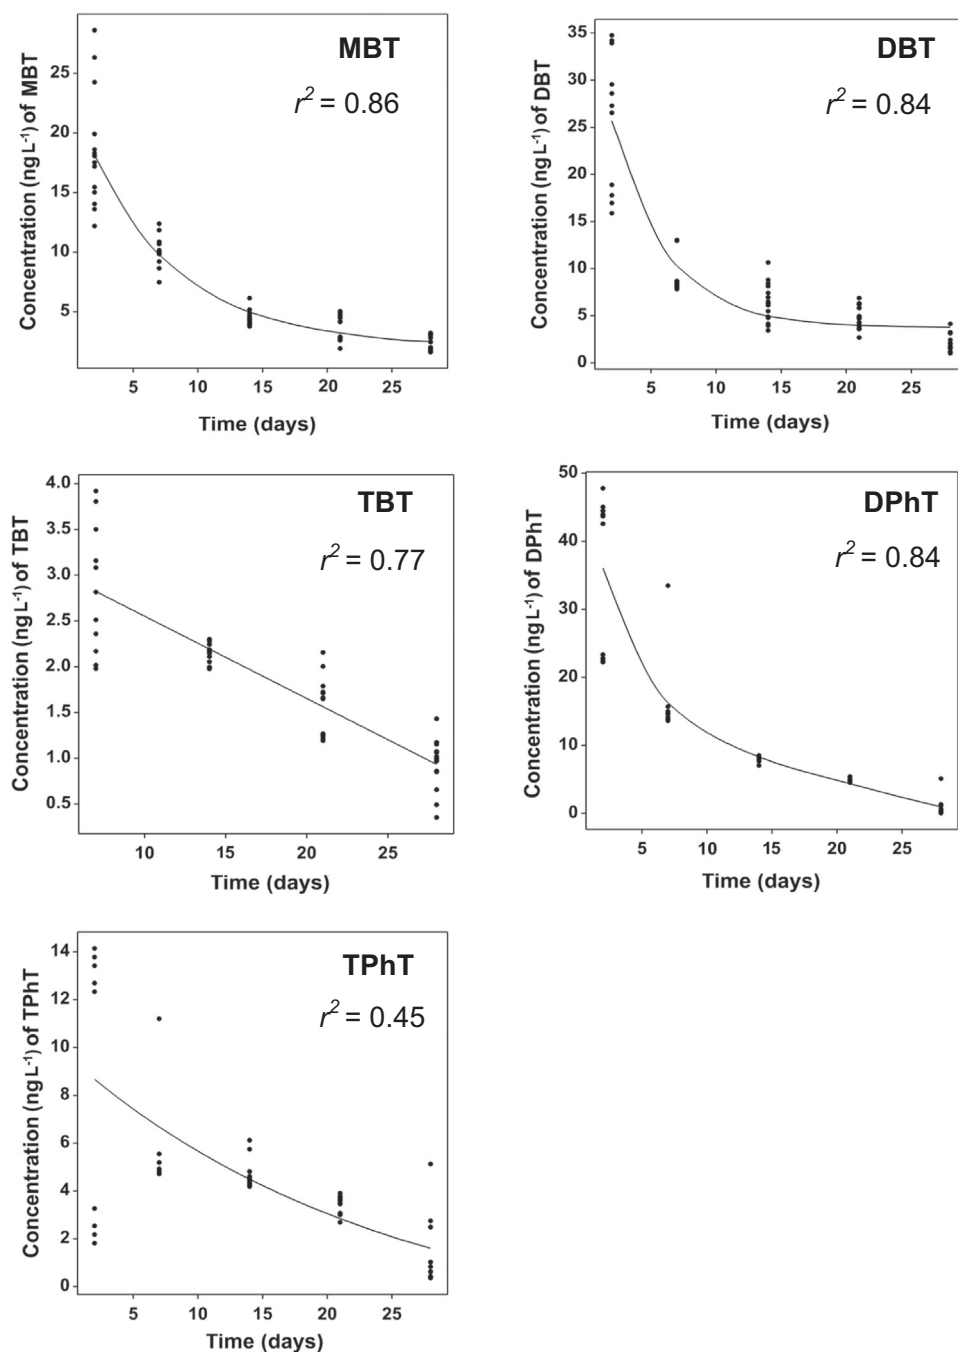 MBT
r² = 0.86
Concentration (ng L⁻¹) of MBT
25
20
15
10
5
5
10
15
20
25
Time (days)
DBT
r² = 0.84
Concentration (ng L⁻¹) of DBT
35
30
25
20
15
10
5
0
5
10
15
20
25
Time (days)
TBT
r² = 0.77
Concentration (ng L⁻¹) of TBT
4.0
3.5
3.0
2.5
2.0
1.5
1.0
0.5
10
15
20
25
Time (days)
DPhT
r² = 0.84
Concentration (ng L⁻¹) of DPhT
50
40
30
20
10
0
5
10
15
20
25
Time (days)
TPhT
r² = 0.45
Concentration (ng L⁻¹) of TPhT
14
12
10
8
6
4
2
0
5
10
15
20
25
Time (days)